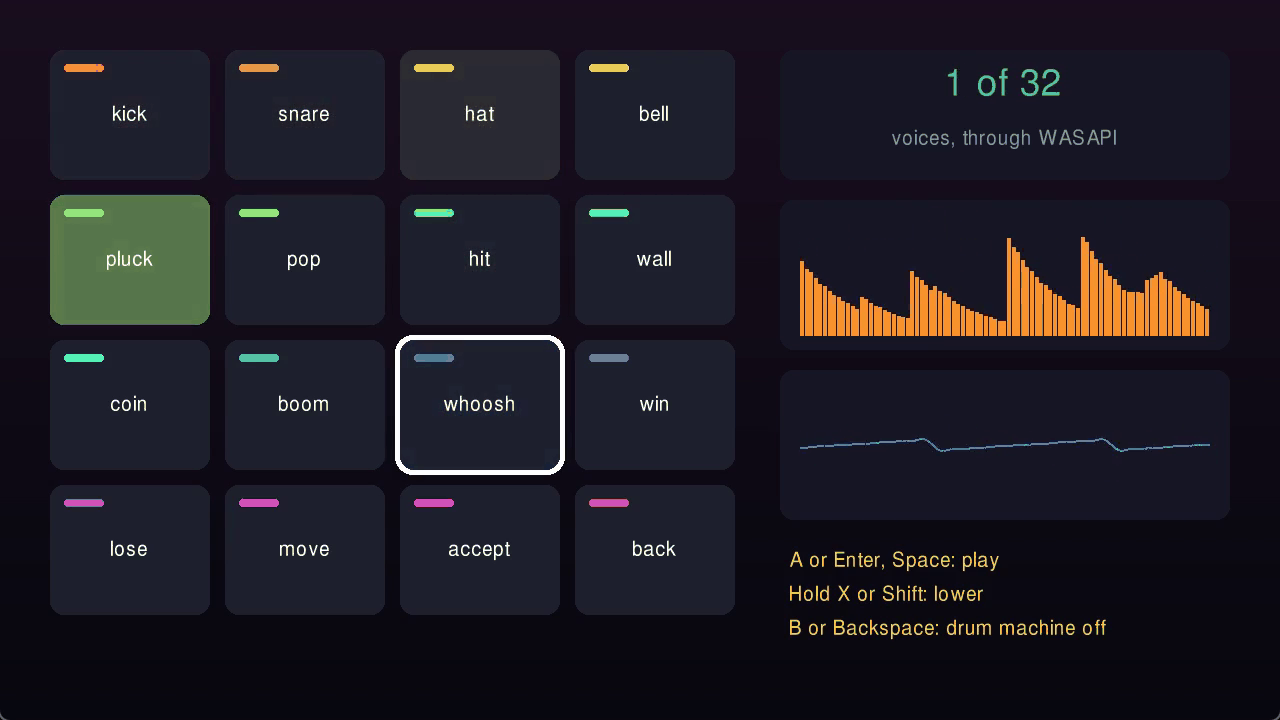 kick
snare
hat
bell
pluck
pop
hit
wall
coin
boom
whoosh
win
lose
move
accept
back
1 of 32
voices, through WASAPI
A or Enter, Space: play
Hold X or Shift: lower
B or Backspace: drum machine off